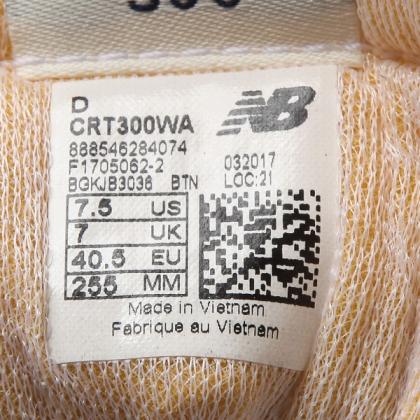 D
CRT300WA
NB
888546284074
F1705062-2
032017
BGKJB3036 BTN
LOC:21
7.5 US
7 UK
40.5 EU
255 MM
Made in Vietnam
Fabrique au Vietnam